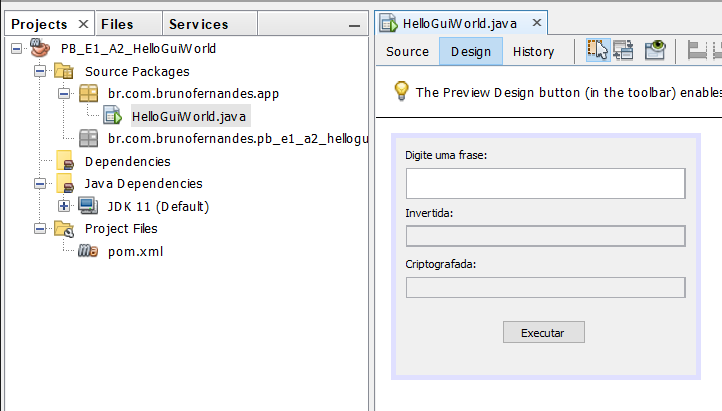 Projects Files Services
PB_E1_A2_HelloGuiWorld
Source Packages
br.com.brunofernandes.app
HelloGuiWorld.java
br.com.brunofernandes.pb_e1_a2_hellogu
Dependencies
Java Dependencies
JDK 11 (Default)
Project Files
pom.xml
HelloGuiWorld.java
Source Design History
The Preview Design button (in the toolbar) enables
Digite uma frase:
Invertida:
Criptografada:
Executar